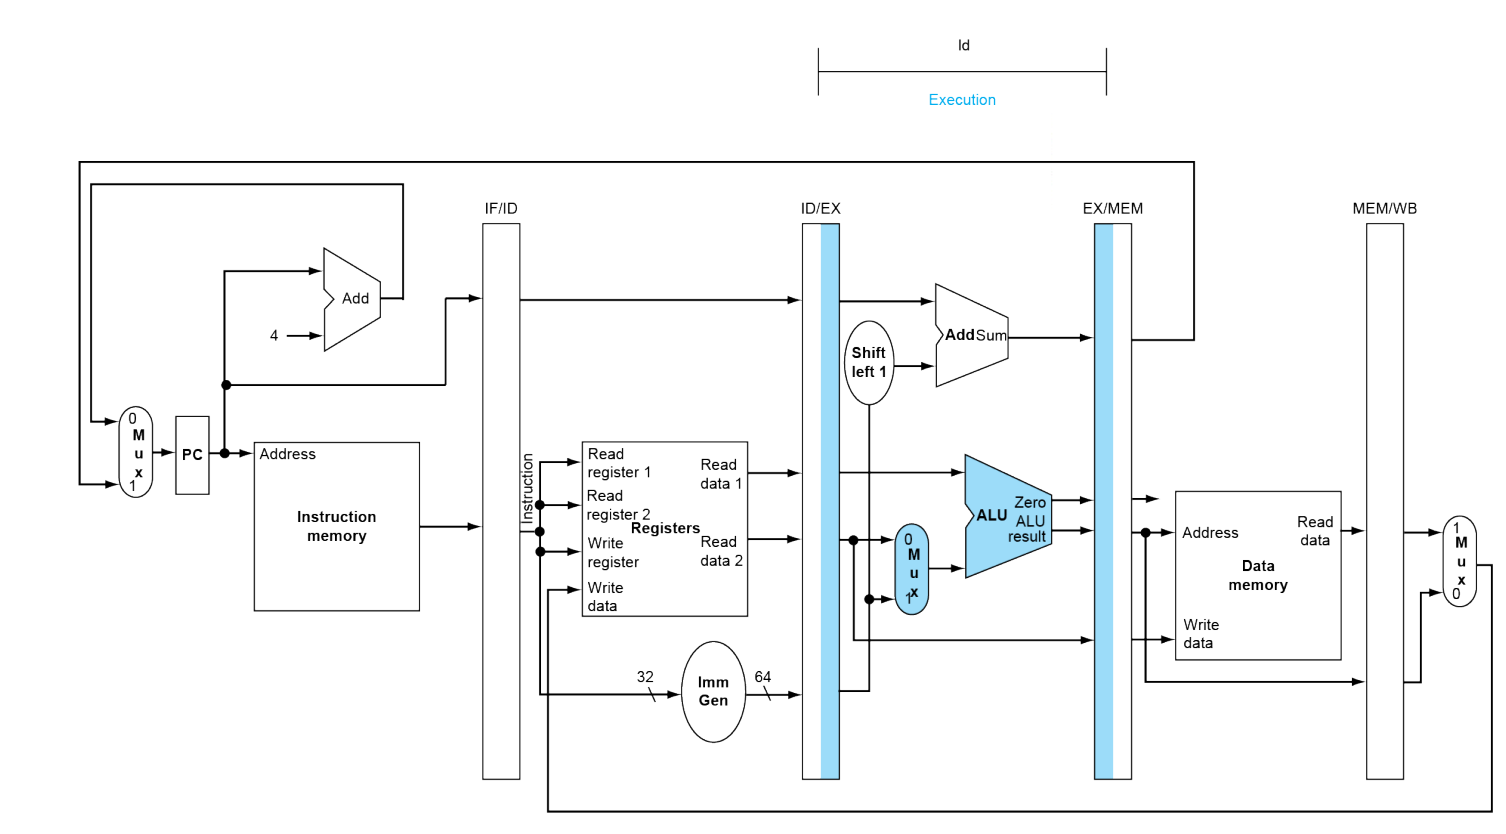 ld
Execution
IF/ID
ID/EX
EX/MEM
MEM/WB
Add
4
Add Sum
Shift
left 1
0
M
u
x
1
PC
Address
Instruction
memory
Instruction
Read
register 1
Read
register 2
Write
register
Write
data
Registers
Read
data 1
Read
data 2
32
Imm
Gen
64
0
M
u
x
1
ALU
Zero
ALU
result
Address
Read
data
Data
memory
Write
data
1
M
u
x
0